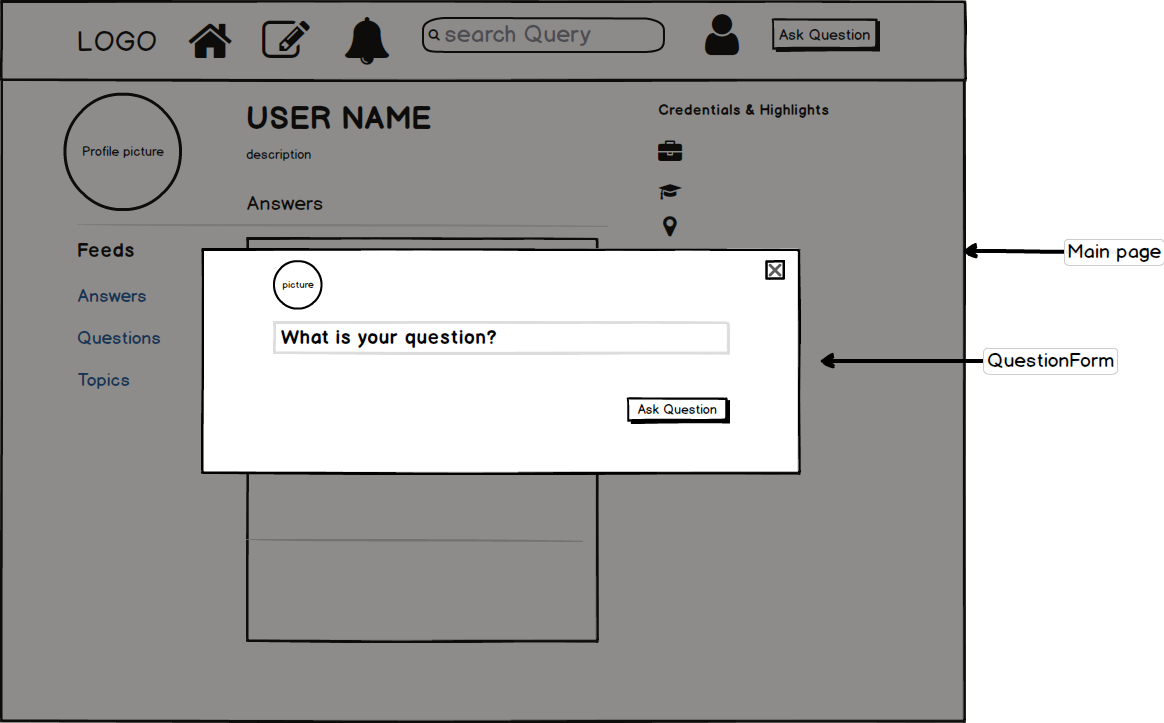 LOGO
search Query
Ask Question
Profile picture
USER NAME
description
Answers
Credentials & Highlights
Feeds
Answers
Questions
Topics
picture
What is your question?
Ask Question
Main page
QuestionForm